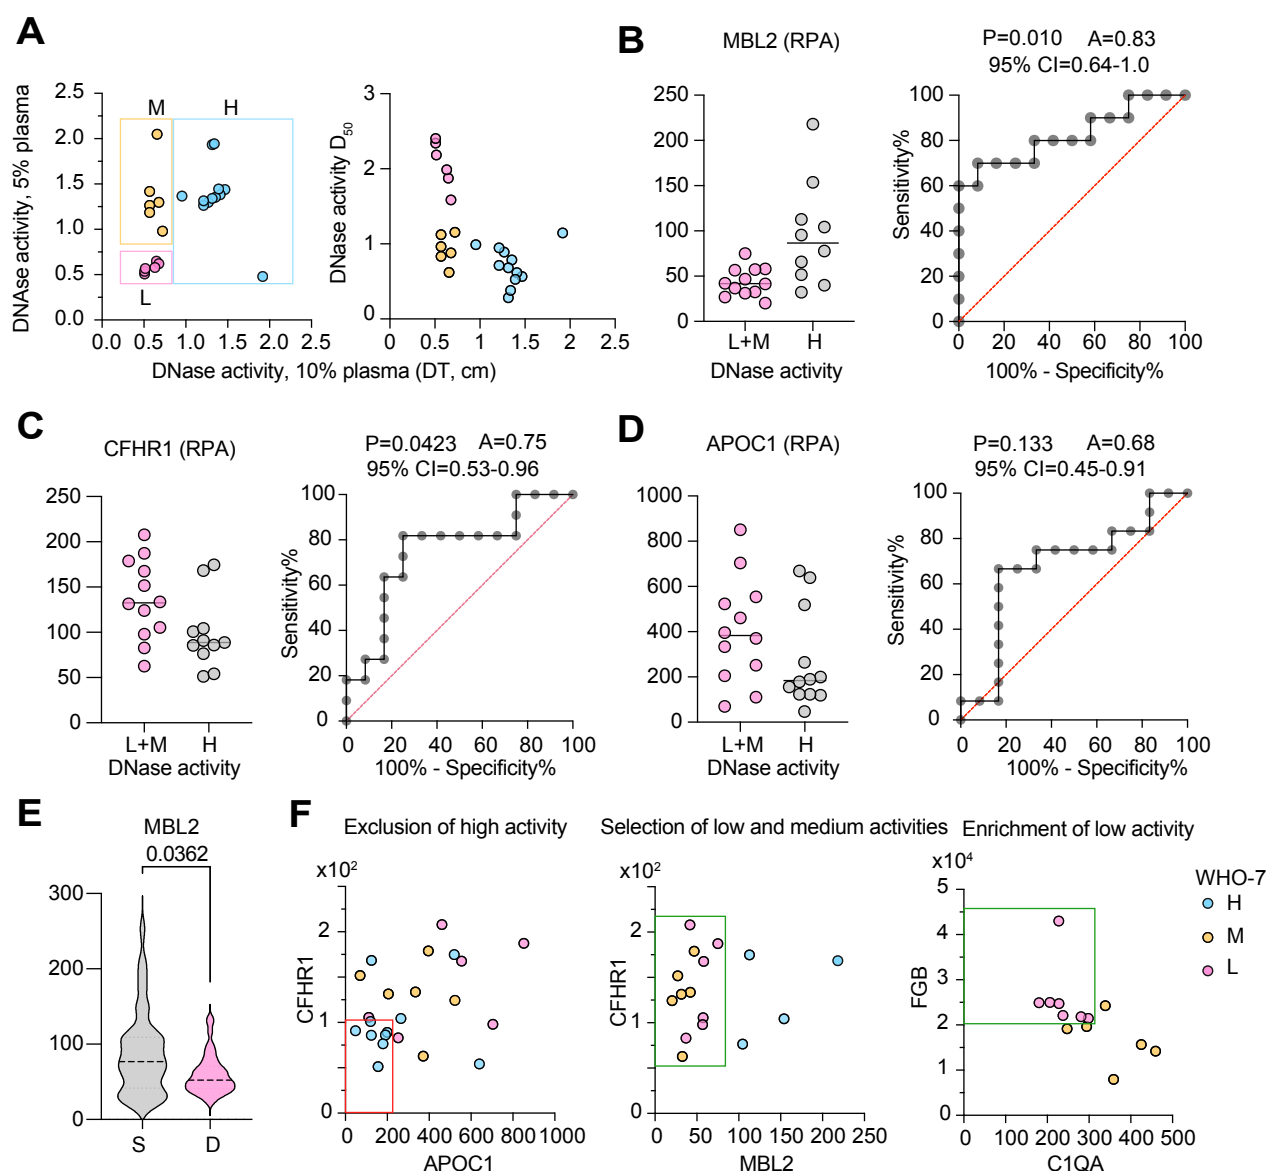 A
DNAse activity, 5% plasma
2.5
2.0
1.5
1.0
0.5
0.0
M
H
L
0.0 0.5 1.0 1.5 2.0 2.5
DNase activity D50
3
2
1
0
0 0.5 1 1.5 2 2.5
DNase activity, 10% plasma (DT, cm)
B
MBL2 (RPA)
250
200
150
100
50
0
L+M H
DNase activity
P=0.010 A=0.83
95% CI=0.64-1.0
Sensitivity%
100
80
60
40
20
0
0 20 40 60 80 100
100% - Specificity%
C
CFHR1 (RPA)
250
200
150
100
50
0
L+M H
DNase activity
P=0.0423 A=0.75
95% CI=0.53-0.96
Sensitivity%
100
80
60
40
20
0
0 20 40 60 80 100
100% - Specificity%
D
APOC1 (RPA)
1000
800
600
400
200
0
L+M H
DNase activity
P=0.133 A=0.68
95% CI=0.45-0.91
Sensitivity%
100
80
60
40
20
0
0 20 40 60 80 100
100% - Specificity%
E
MBL2
0.0362
300
200
100
0
S D
F
Exclusion of high activity
x10²
CFHR1
2
1
0
0 200 400 600 800 1000
APOC1
Selection of low and medium activities
x10²
CFHR1
2
1
0
0 50 100 150 200 250
MBL2
Enrichment of low activity
x10⁴
FGB
5
4
3
2
1
0
0 100 200 300 400 500
C1QA
WHO-7
H
M
L